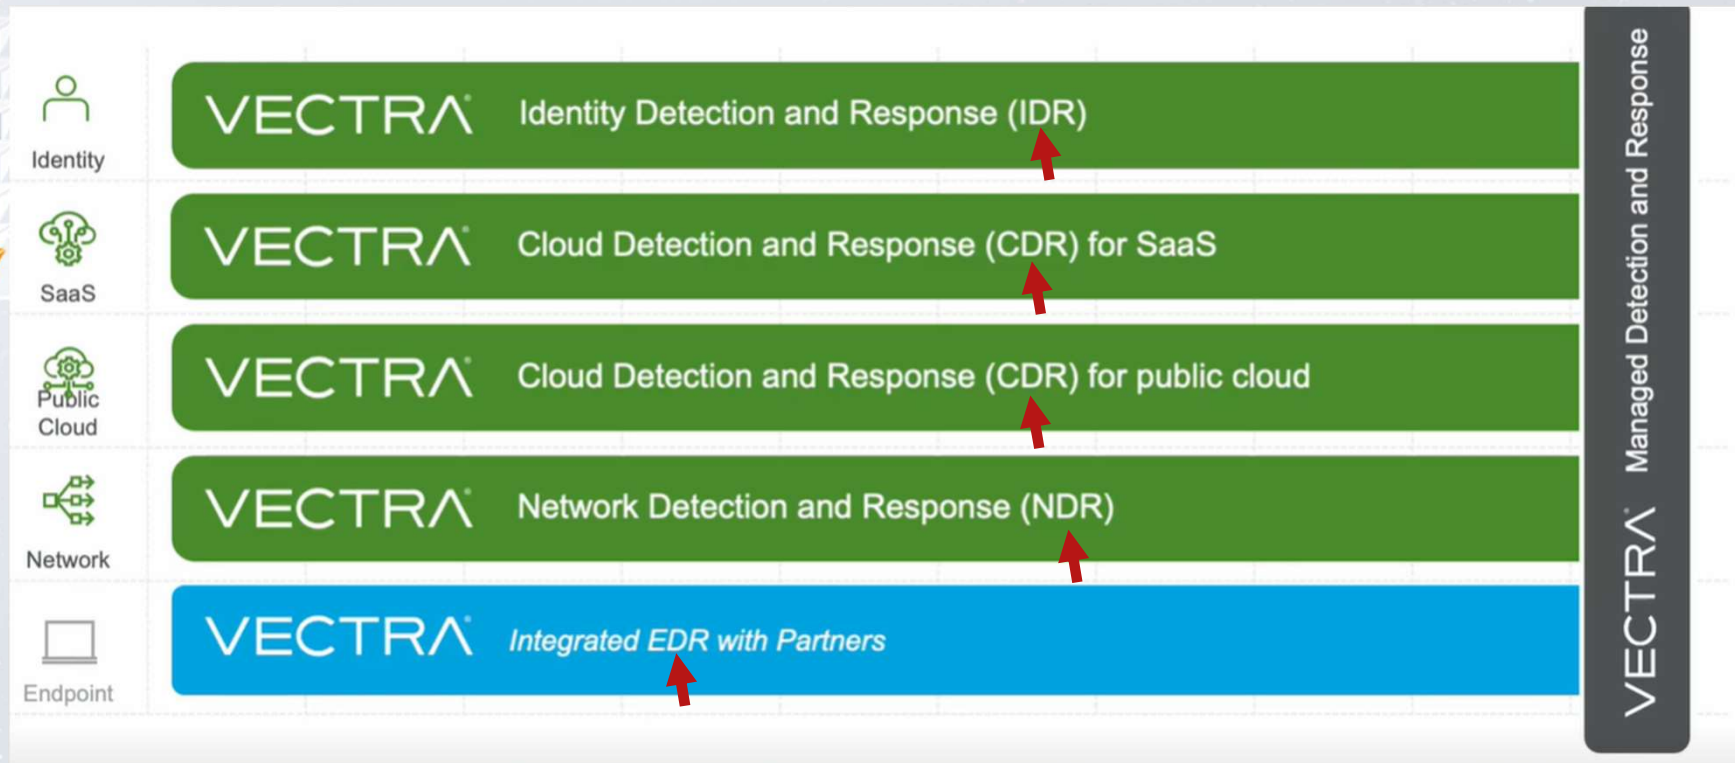 Identity
VECTRA Identity Detection and Response (IDR)
SaaS
VECTRA Cloud Detection and Response (CDR) for SaaS
Public
Cloud
VECTRA Cloud Detection and Response (CDR) for public cloud
Network
VECTRA Network Detection and Response (NDR)
Endpoint
VECTRA Integrated EDR with Partners
VECTRA Managed Detection and Response